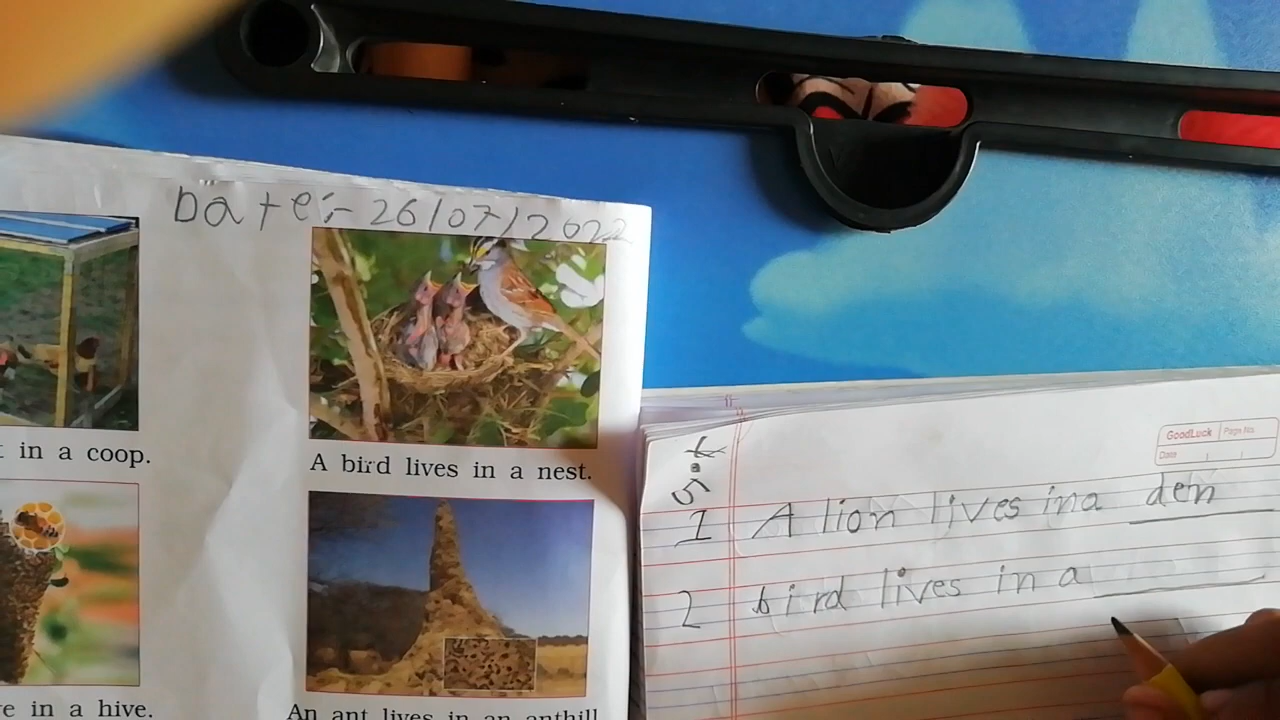 Date:- 26/07/2022
in a coop.
A bird lives in a nest.
in a hive.
An ant lives in an anthill
GoodLuck
Page No.
Date
1 A lion lives in a den
2 bird lives in a